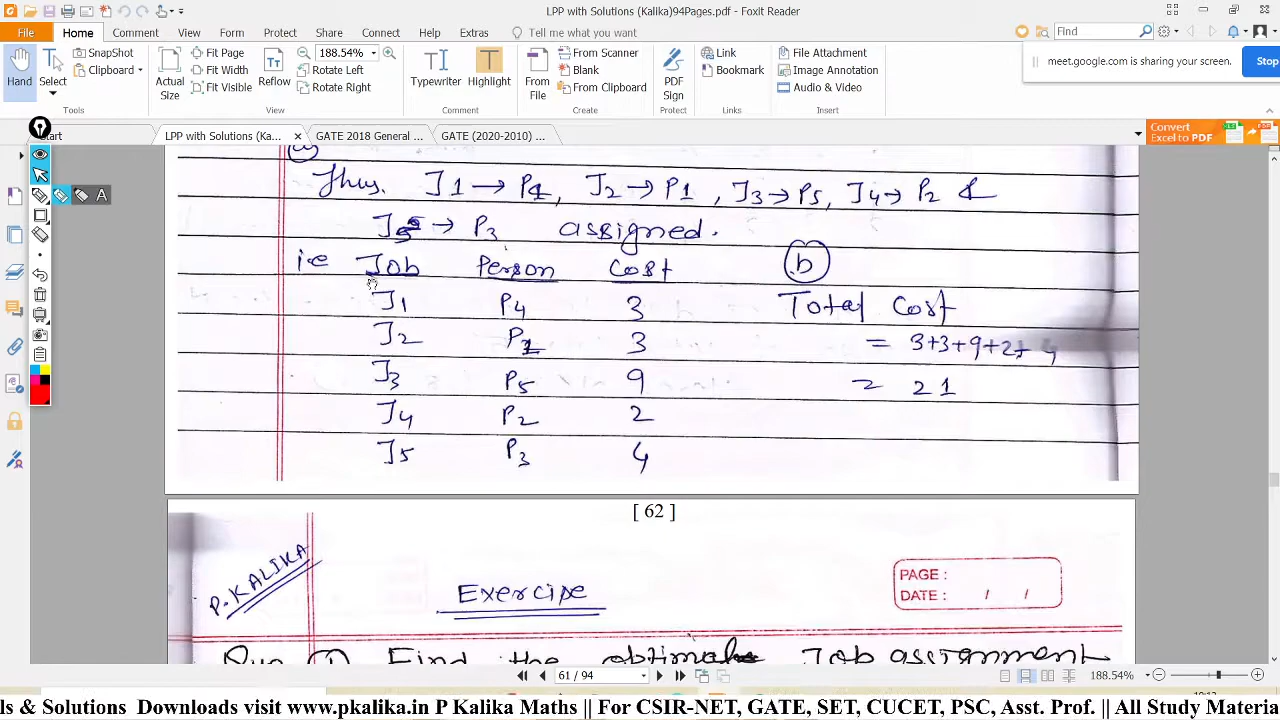 LPP with Solutions (Kalika)94Pages.pdf - Foxit Reader
File Home Comment View Form Protect Share Connect Help Extras Tell me what you want... Find
Hand Select SnapShot Clipboard Actual Size Reflow Fit Page Fit Width Fit Visible 188.54% Rotate Left Rotate Right Typewriter Highlight From File From Scanner Blank From Clipboard PDF Sign Link Bookmark File Attachment Image Annotation Audio & Video
Tools View Comment Create Protect Links Insert
meet.google.com is sharing your screen. Stop
LPP with Solutions (Ka... GATE 2018 General ... GATE (2020-2010) ...
Convert Excel to PDF
Thus. J1 → P4, J2 → P1, J3 → P5, J4 → P2 &
J5 → P3 assigned.
i.e Job Person Cost (b)
J1 P4 3 Total Cost
J2 P1 3 = 3+3+9+2+4
J3 P5 9 = 21
J4 P2 2
J5 P3 4
[ 62 ]
P.KALIKA
Exercise
PAGE :
DATE : / /
Que (1) Find the optimal Job assignment
61 / 94 188.54%
ls & Solutions Downloads visit www.pkalika.in P Kalika Maths || For CSIR-NET, GATE, SET, CUCET, PSC, Asst. Prof. || All Study Materia